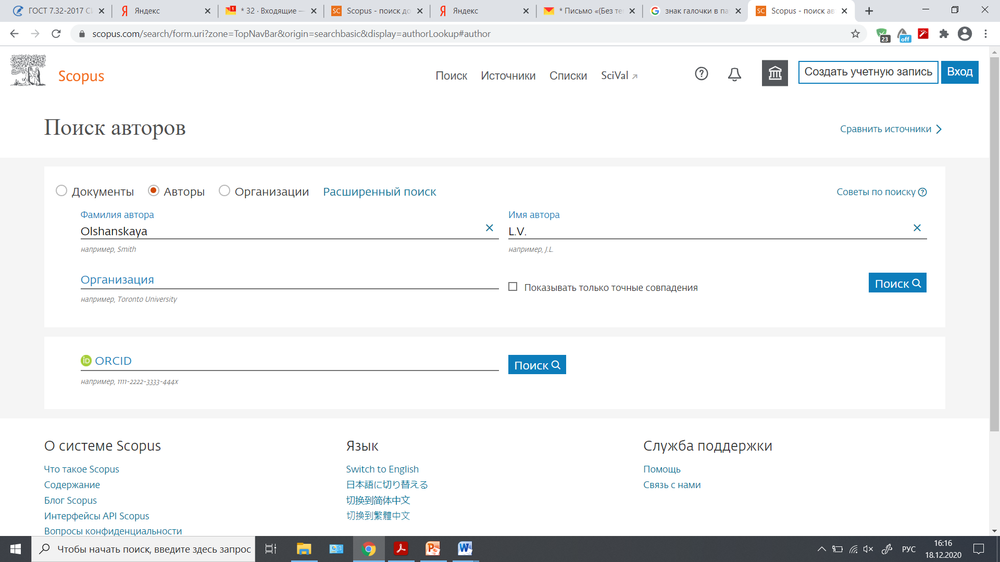 ГОСТ 7.32-2017 С
Яндекс
* 32 · Входящие —
Scopus - поиск до
Яндекс
* Письмо «(Без те
знак галочки в па
Scopus - поиск ав
scopus.com/search/form.uri?zone=TopNavBar&origin=searchbasic&display=authorLookup#author
23
off
Scopus
Поиск
Источники
Списки
SciVal
Создать учетную запись
Вход
Поиск авторов
Сравнить источники
Документы
Авторы
Организации
Расширенный поиск
Советы по поиску
Фамилия автора
Имя автора
Olshanskaya
L.V.
например, Smith
например, J.L.
Организация
Показывать только точные совпадения
Поиск
например, Toronto University
iD ORCID
Поиск
например, 1111-2222-3333-444x
О системе Scopus
Язык
Служба поддержки
Что такое Scopus
Switch to English
Помощь
Содержание
日本語に切り替える
Связь с нами
Блог Scopus
切换到简体中文
Интерфейсы API Scopus
切換到繁體中文
Вопросы конфиденциальности
Чтобы начать поиск, введите здесь запрос
РУС
16:16
18.12.2020